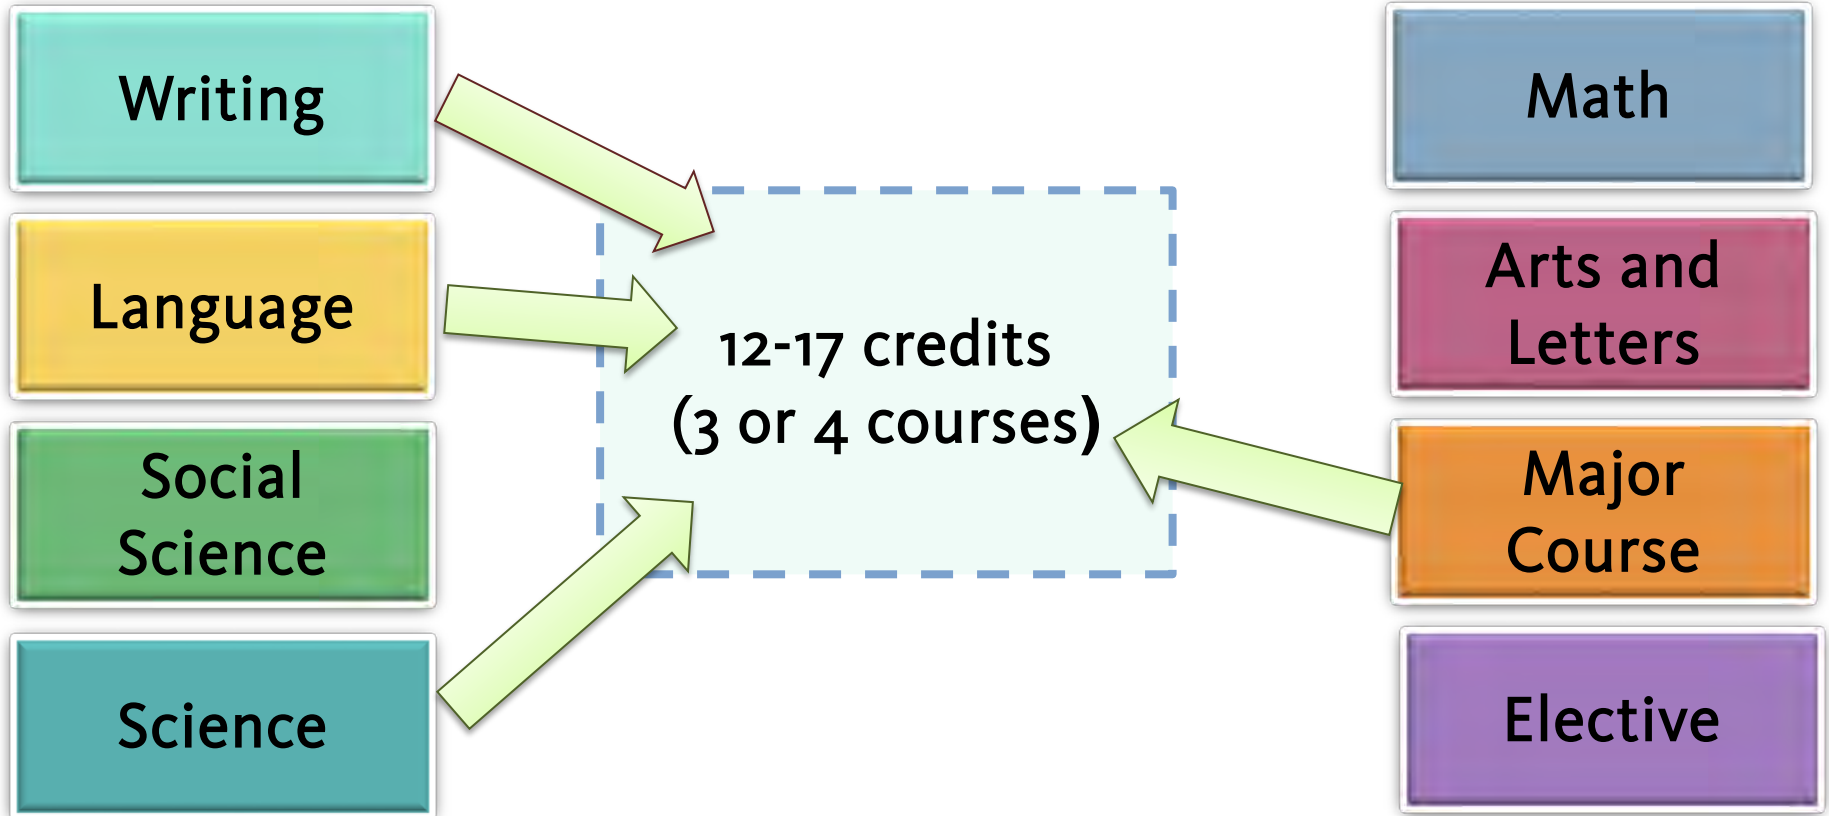 Writing
Language
Social
Science
Science
12-17 credits
(3 or 4 courses)
Math
Arts and
Letters
Major
Course
Elective